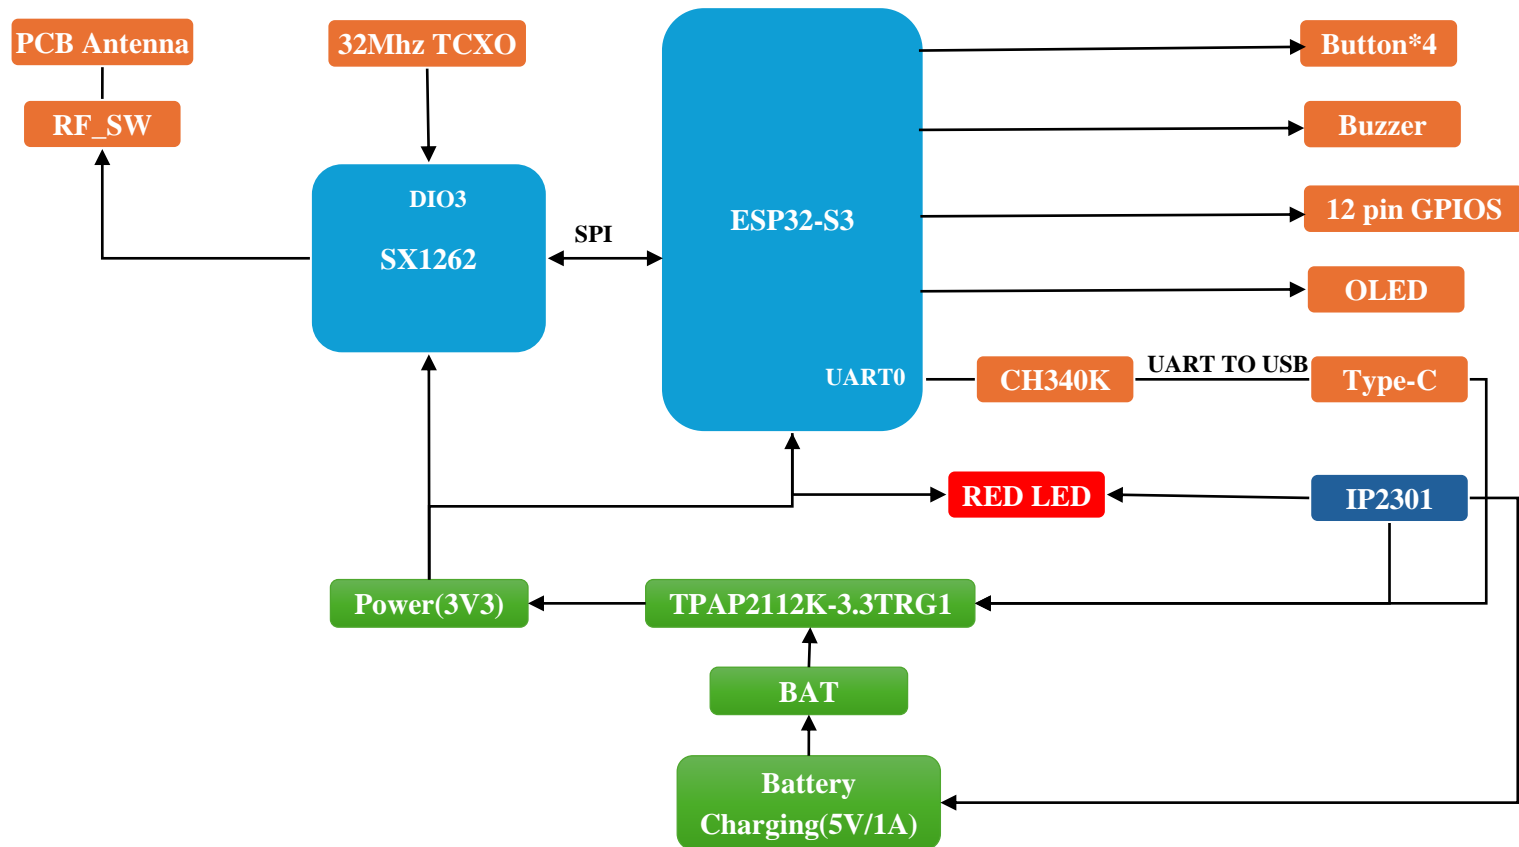 PCB Antenna
32Mhz TCXO
Button*4
RF_SW
Buzzer
DIO3
SX1262
SPI
ESP32-S3
12 pin GPIOS
OLED
UART0
CH340K
UART TO USB
Type-C
RED LED
IP2301
Power(3V3)
TPAP2112K-3.3TRG1
BAT
Battery
Charging(5V/1A)